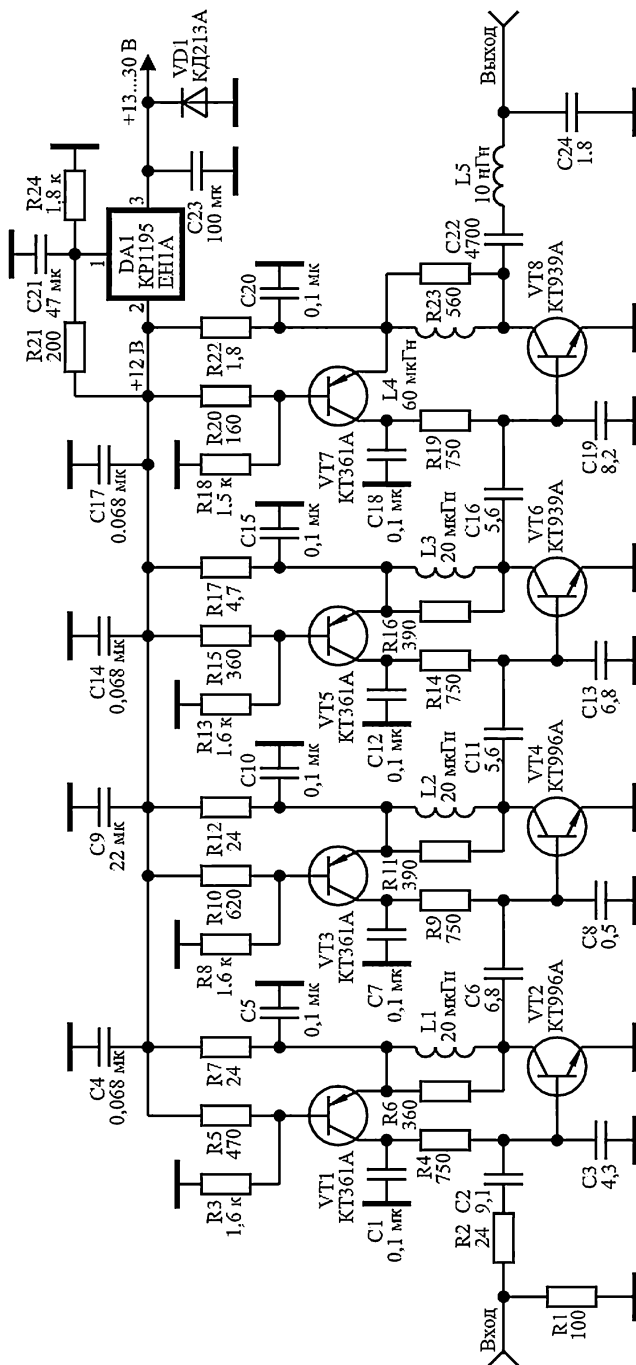 C4
0,068 мк
C9
22 мк
C14
0,068 мк
C17
0.068 мк
R21
200
C21
47 мк
R24
1,8 к
+12 В
2
1
3
DA1
КР1195
ЕН1А
+13...30 В
VD1
КД213А
C23
100 мк
R3
1,6 к
R5
470
R7
24
C5
0,1 мк
R8
1.6 к
R10
620
R12
24
C10
0,1 мк
R13
1.6 к
R15
360
R17
4,7
C15
0,1 мк
R18
1.5 к
R20
160
R22
1,8
C20
0,1 мк
VT1
КТ361А
VT3
КТ361А
VT5
КТ361А
VT7
КТ361А
C1
0,1 мк
R4
750
R6
360
L1
20 мкГн
C7
0,1 мк
R9
750
R11
390
L2
20 мкГн
C12
0,1 мк
R14
750
R16
390
L3
20 мкГн
C18
0,1 мк
R19
750
L4
60 мкГн
R23
560
C22
4700
L5
10 нГн
Вход
R2
24
C2
9,1
C6
6,8
C11
5,6
C16
5,6
Выход
VT2
КТ996А
VT4
КТ996А
VT6
КТ939А
VT8
КТ939А
R1
100
C3
4,3
C8
0,5
C13
6,8
C19
8,2
C24
1.8